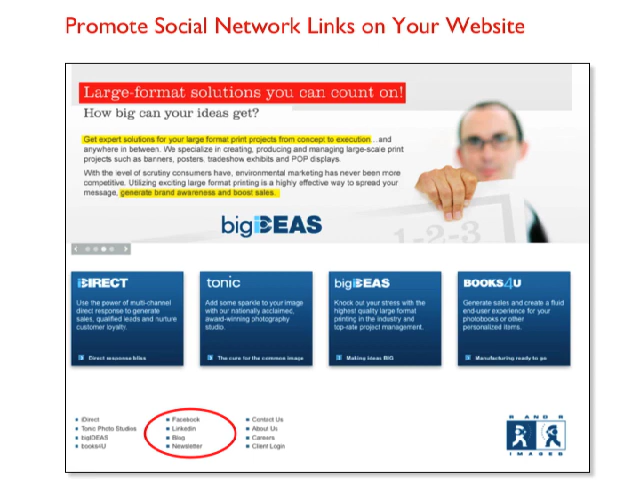 Promote Social Network Links on Your Website
Large-format solutions you can count on!
How big can your ideas get?
Get expert solutions for your large format print projects from concept to execution...and
anywhere in between. We specialize in creating, producing and managing large-scale print
projects such as banners, posters, tradeshow exhibits and POP displays.
With the level of scrutiny consumers have, environmental marketing has never been more
competitive. Utilizing exciting large format printing is a highly effective way to spread your
message, generate brand awareness and boost sales.
bigiDEAS
1-2-3
iDIRECT
Use the power of multi-channel
direct response to generate
sales, qualified leads and nurture
customer loyalty.
Direct response bliss
tonic
Add some sparkle to your image
with our nationally acclaimed,
award-winning photography
studio.
The cure for the common image
bigiDEAS
Knock out your stress with the
highest quality large format
printing in the industry and
top-rate project management.
Making ideas BIG
BOOKS4U
Generate sales and create a fluid
end-user experience for your
photobooks or other
personalized items.
Manufacturing ready to go
iDirect
Tonic Photo Studios
bigIDEAS
books4U
Facebook
LinkedIn
Blog
Newsletter
Contact Us
About Us
Careers
Client Login
R AND R
IMAGES